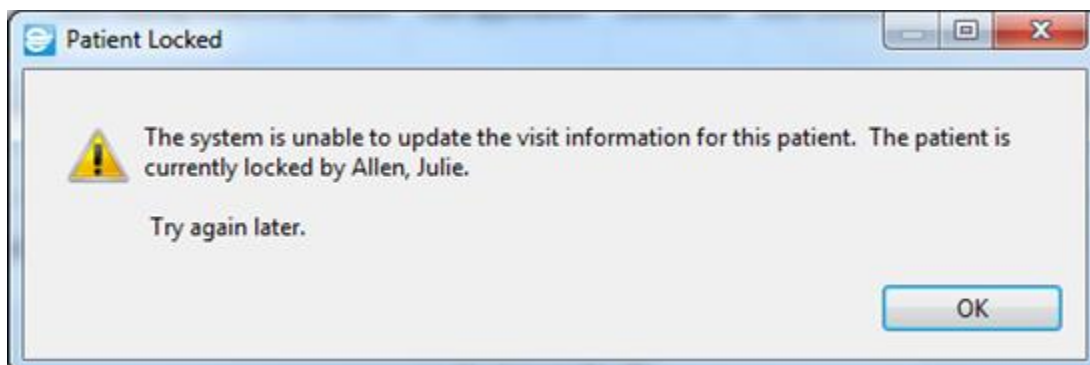 Patient Locked
The system is unable to update the visit information for this patient.  The patient is
currently locked by Allen, Julie.
Try again later.
OK